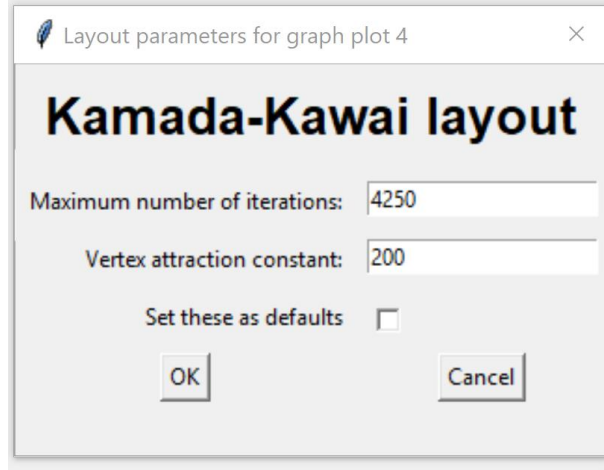 Layout parameters for graph plot 4
Kamada-Kawai layout
Maximum number of iterations: 4250
Vertex attraction constant: 200
Set these as defaults
OK Cancel